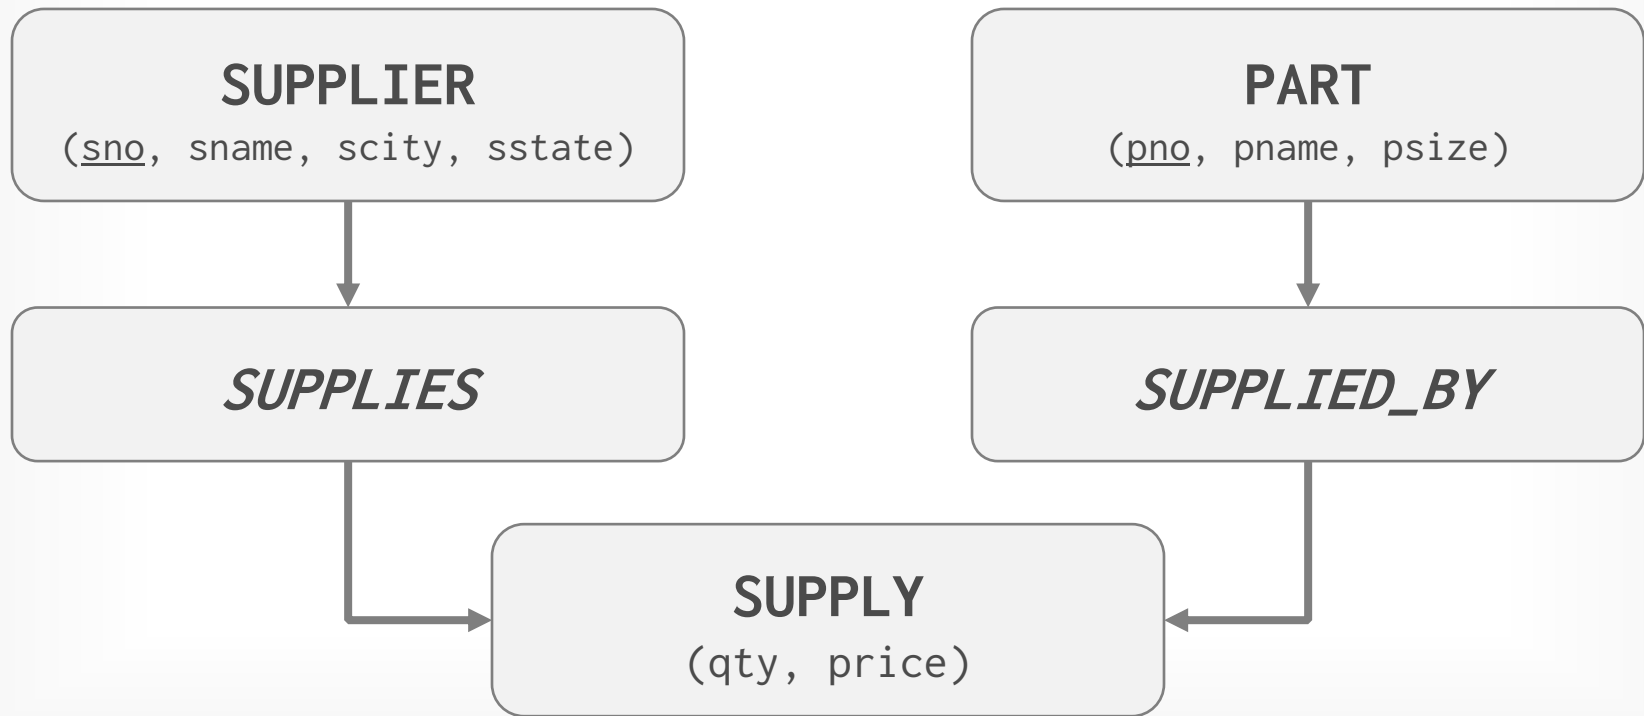 SUPPLIER
(sno, sname, scity, sstate)
PART
(pno, pname, psize)
SUPPLIES
SUPPLIED_BY
SUPPLY
(qty, price)